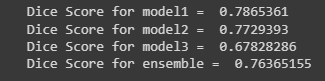 Dice Score for model1 =  0.7865361
Dice Score for model2 =  0.7729393
Dice Score for model3 = 0.67828286
Dice Score for ensemble =  0.76365155